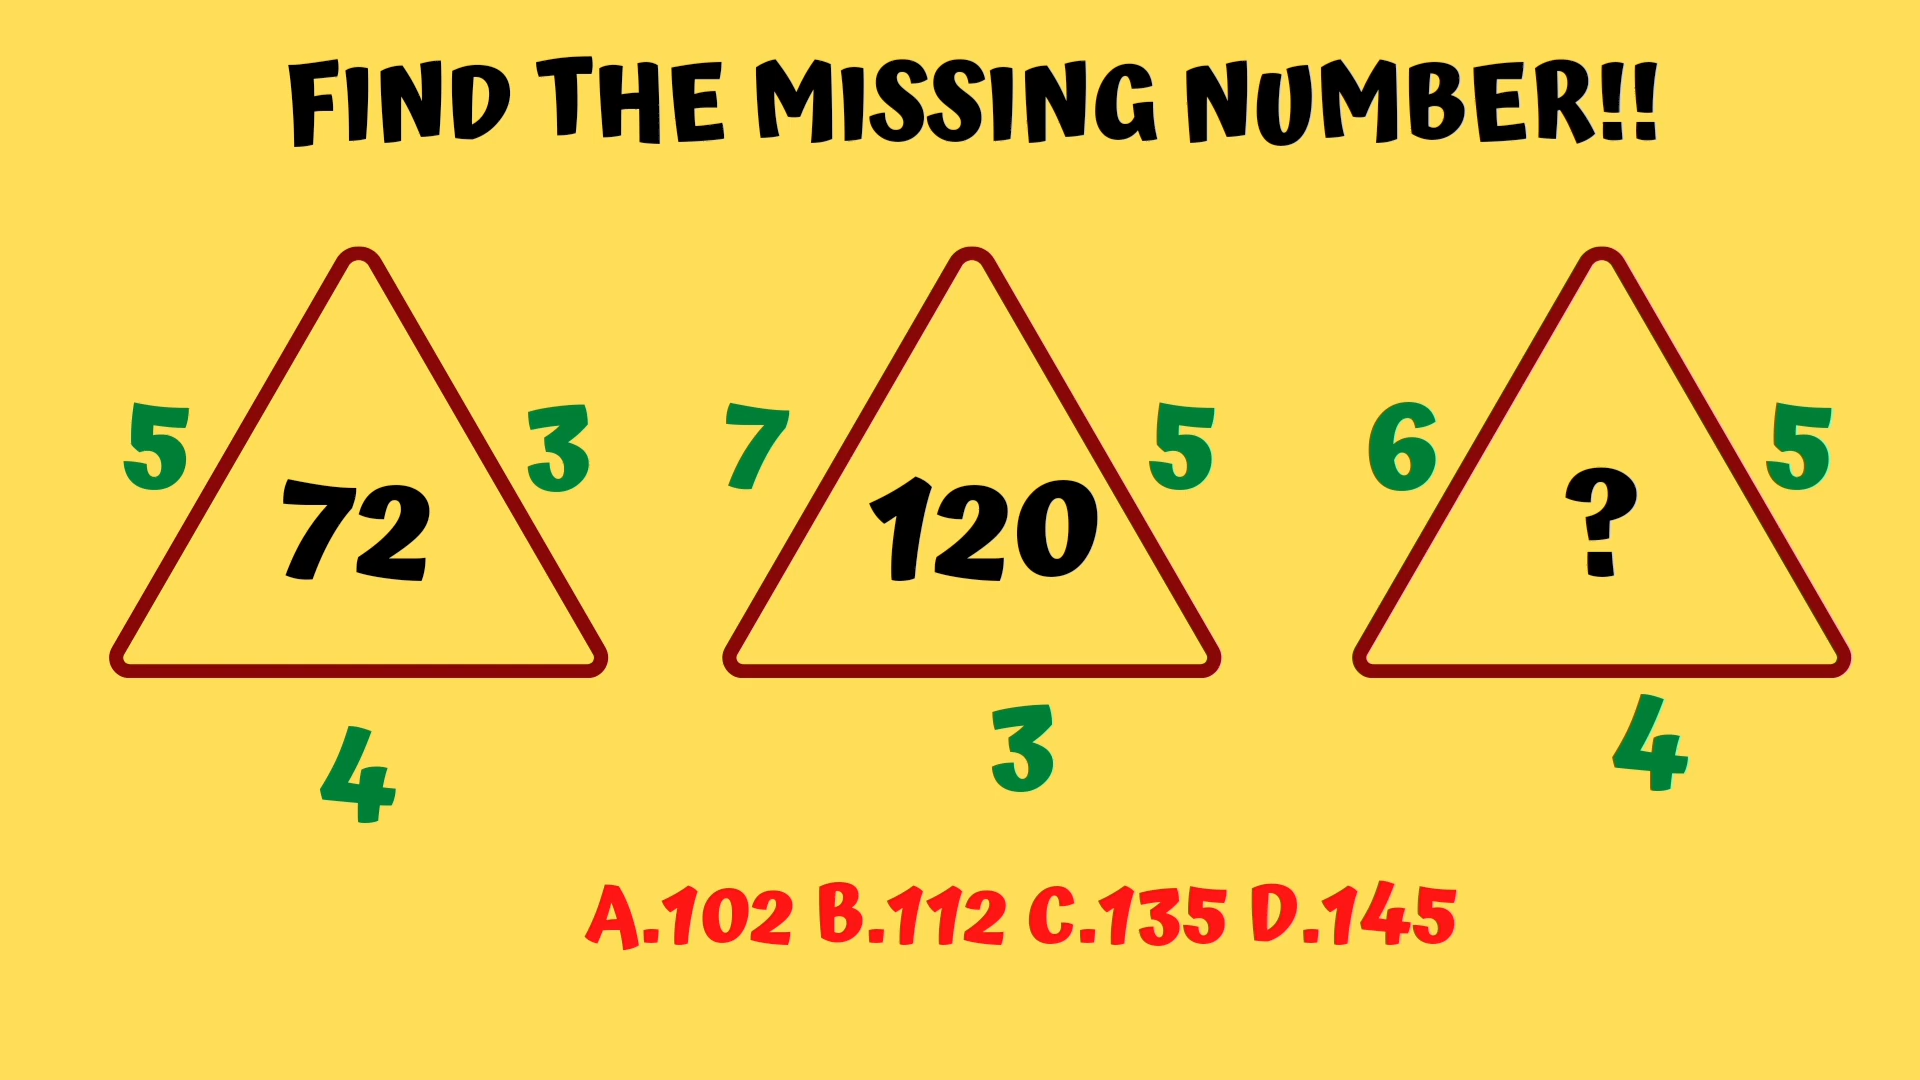 FIND THE MISSING NUMBER!!
5 72 3
4
7 120 5
3
6 ? 5
4
A.102 B.112 C.135 D.145